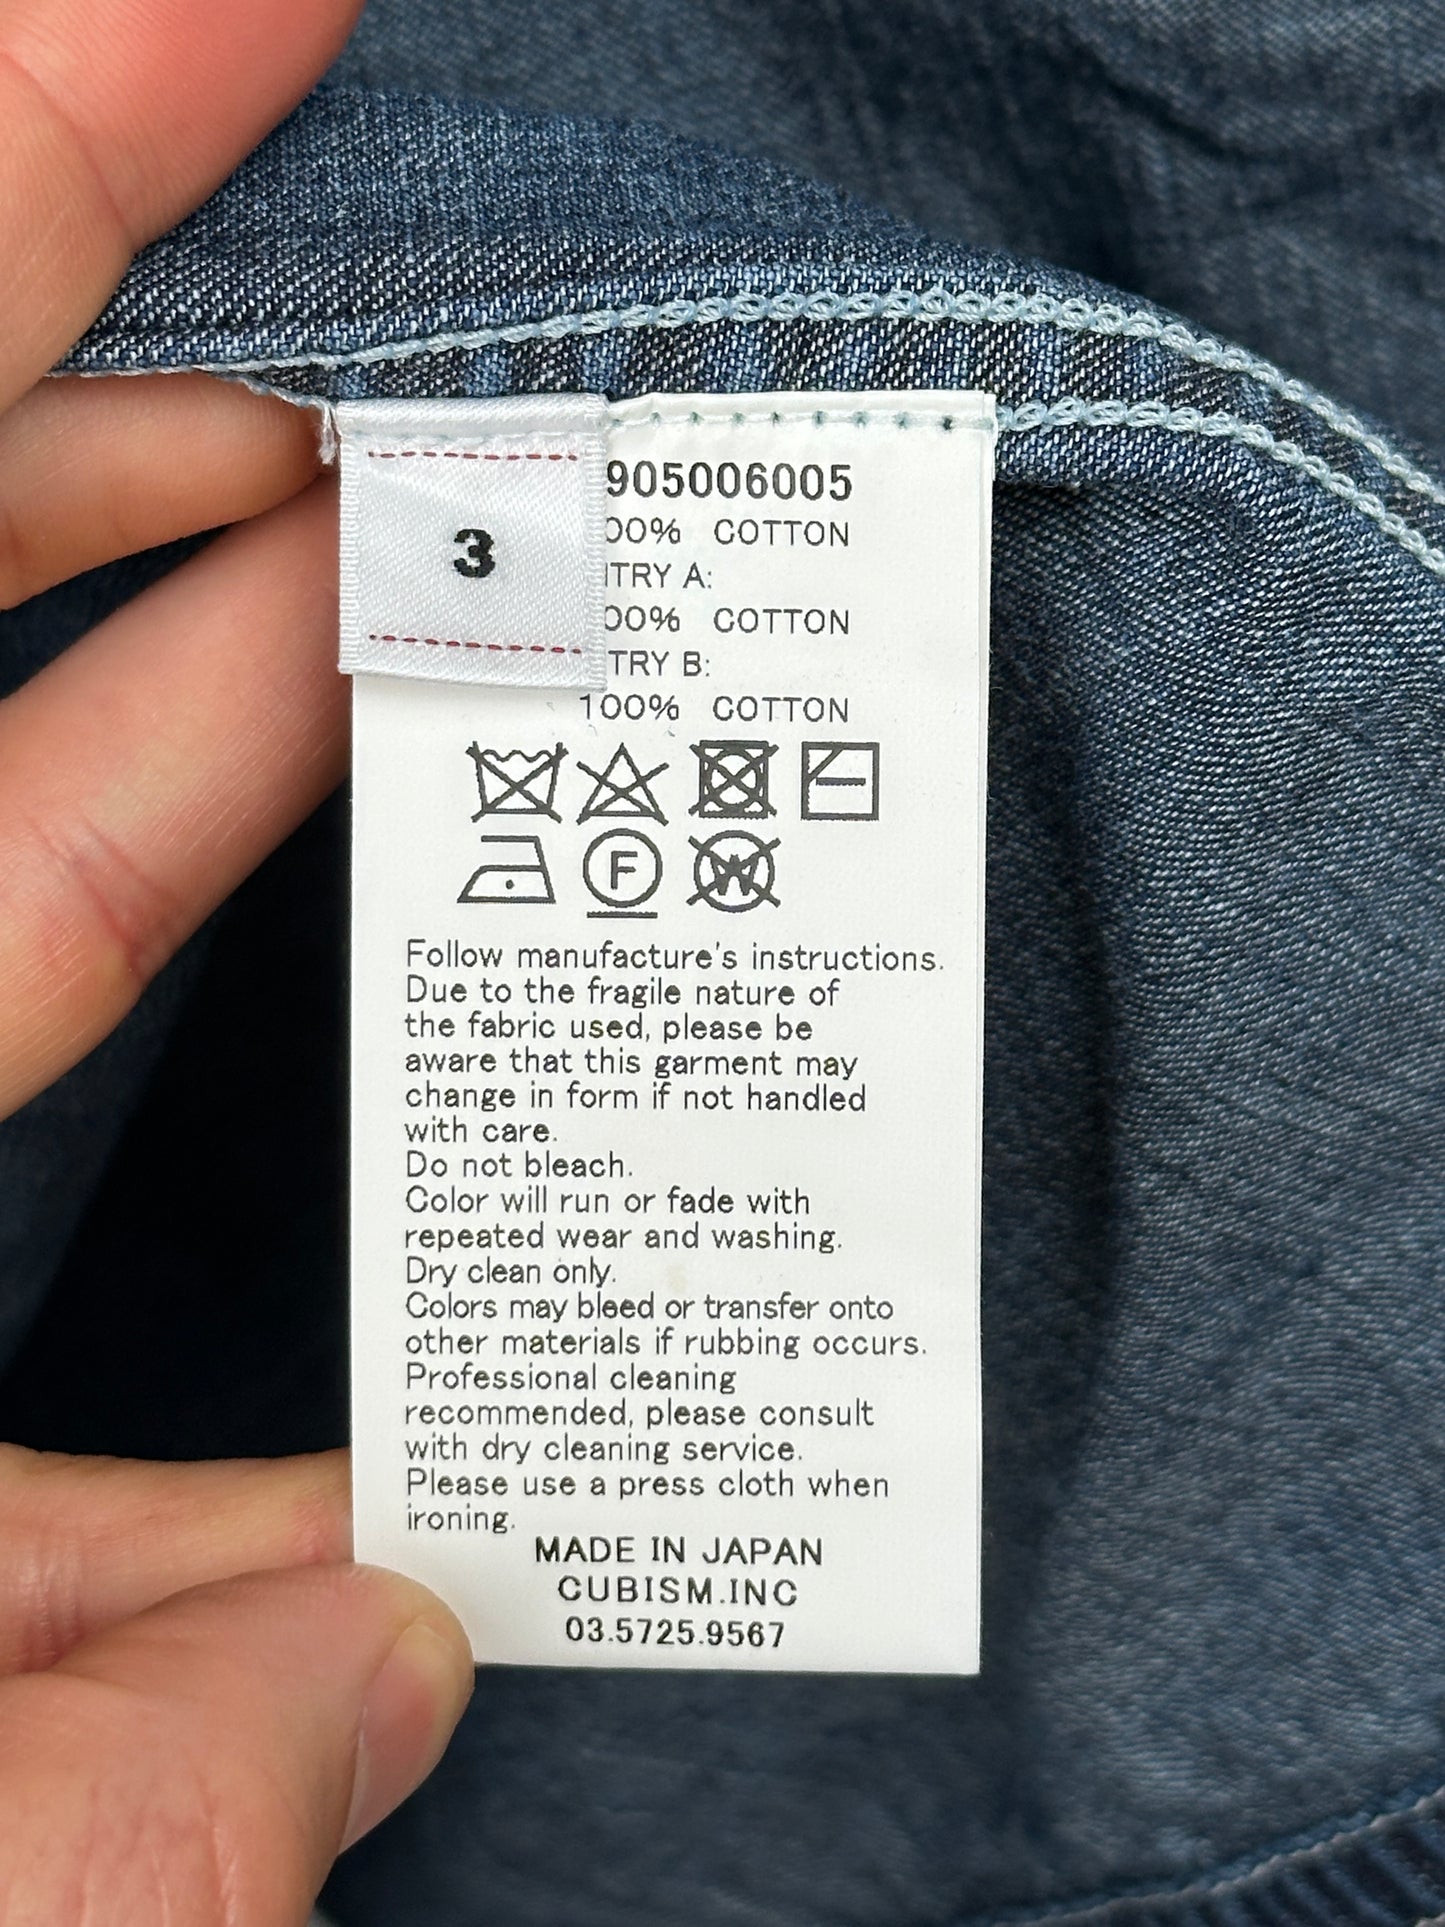 3
905006005
00% COTTON
TRY A:
00% COTTON
TRY B:
100% COTTON
F
W
Follow manufacture's instructions.
Due to the fragile nature of
the fabric used, please be
aware that this garment may
change in form if not handled
with care.
Do not bleach.
Color will run or fade with
repeated wear and washing.
Dry clean only.
Colors may bleed or transfer onto
other materials if rubbing occurs.
Professional cleaning
recommended, please consult
with dry cleaning service.
Please use a press cloth when
ironing.
MADE IN JAPAN
CUBISM.INC
03.5725.9567